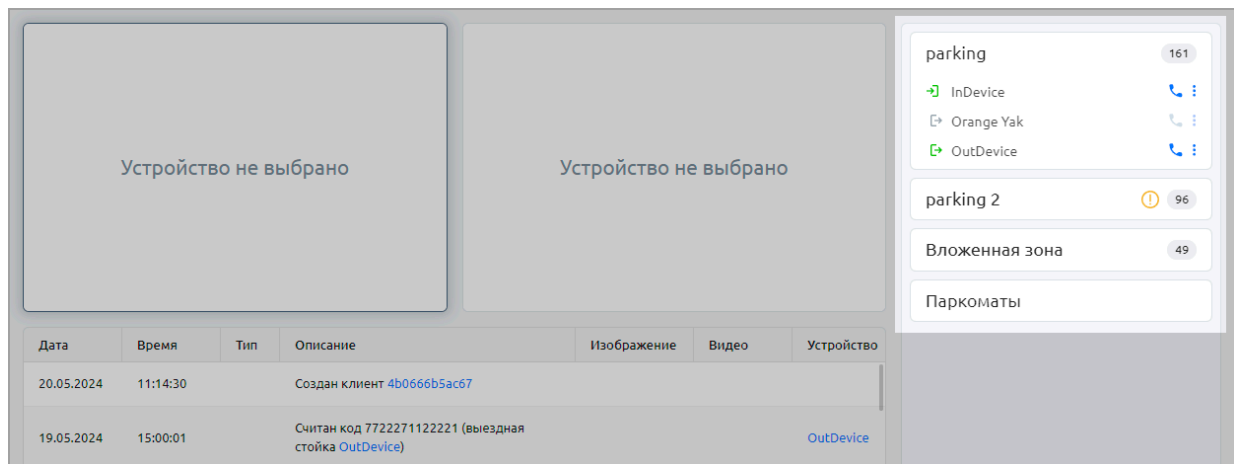 Устройство не выбрано
Устройство не выбрано
parking 161
InDevice
Orange Yak
OutDevice
parking 2 96
Вложенная зона 49
Паркоматы
Дата Время Тип Описание Изображение Видео Устройство
20.05.2024 11:14:30 Создан клиент 4b0666b5ac67
19.05.2024 15:00:01 Считан код 7722271122221 (выездная
стойка OutDevice) OutDevice